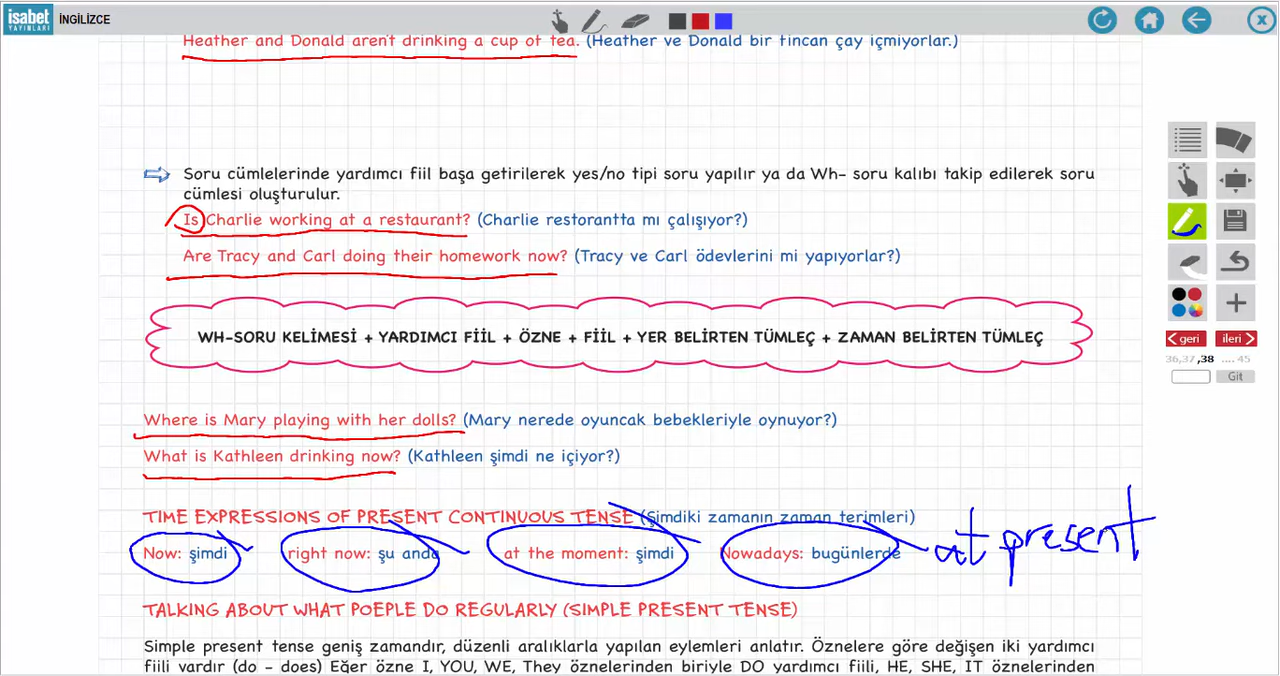 isabet
YAYINLARI
İNGİLİZCE
Heather and Donald aren't drinking a cup of tea. (Heather ve Donald bir fincan çay içmiyorlar.)
Soru cümlelerinde yardımcı fiil başa getirilerek yes/no tipi soru yapılır ya da Wh- soru kalıbı takip edilerek soru
cümlesi oluşturulur.
Is Charlie working at a restaurant? (Charlie restorantta mı çalışıyor?)
Are Tracy and Carl doing their homework now? (Tracy ve Carl ödevlerini mi yapıyorlar?)
WH-SORU KELİMESİ + YARDIMCI FİİL + ÖZNE + FİİL + YER BELİRTEN TÜMLEÇ + ZAMAN BELİRTEN TÜMLEÇ
Where is Mary playing with her dolls? (Mary nerede oyuncak bebekleriyle oynuyor?)
What is Kathleen drinking now? (Kathleen şimdi ne içiyor?)
TIME EXPRESSIONS OF PRESENT CONTINUOUS TENSE (Şimdiki zamanın zaman terimleri)
Now: şimdi right now: şu anda at the moment: şimdi Nowadays: bugünlerde at present
TALKING ABOUT WHAT POEPLE DO REGULARLY (SIMPLE PRESENT TENSE)
Simple present tense geniş zamandır, düzenli aralıklarla yapılan eylemleri anlatır. Öznelere göre değişen iki yardımcı
fiili vardır (do - does) Eğer özne I, YOU, WE, They öznelerinden biriyle DO yardımcı fiili, HE, SHE, IT öznelerinden
geri ileri
36,37,38 .... 45
Git